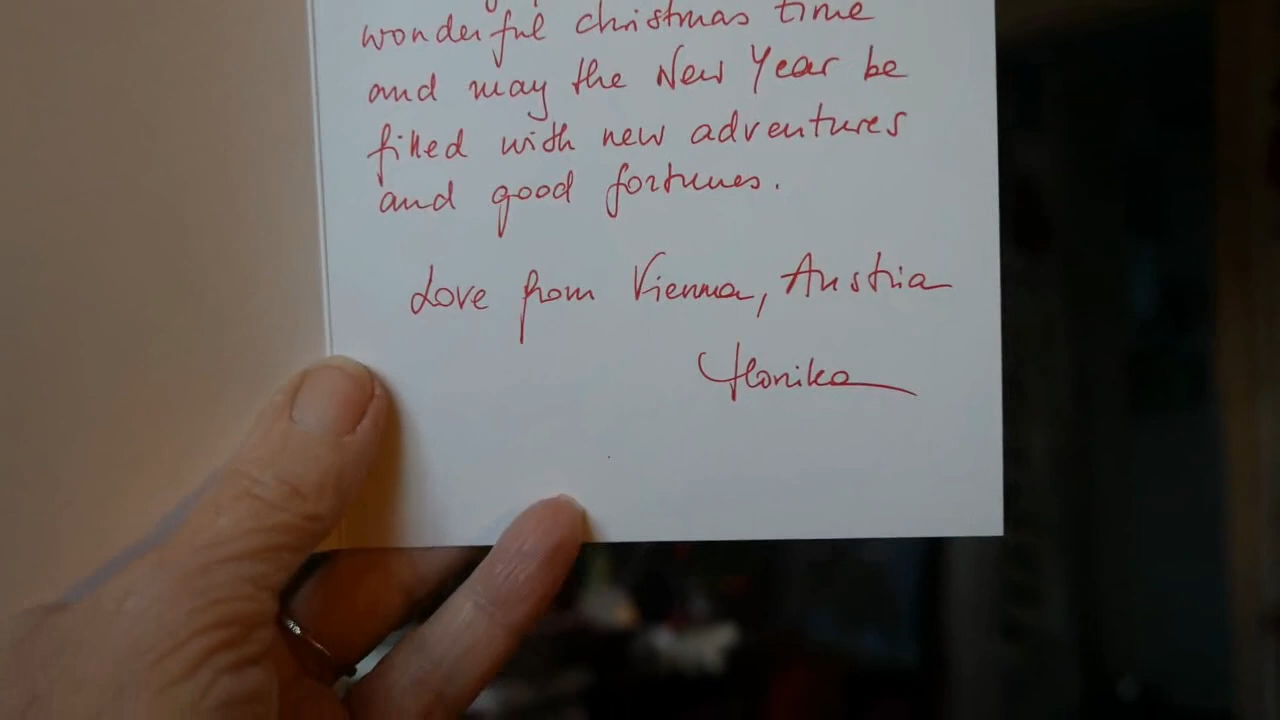 wonderful christmas time
and may the New Year be
filled with new adventures
and good fortunes.
Love from Vienna, Austria
Monika